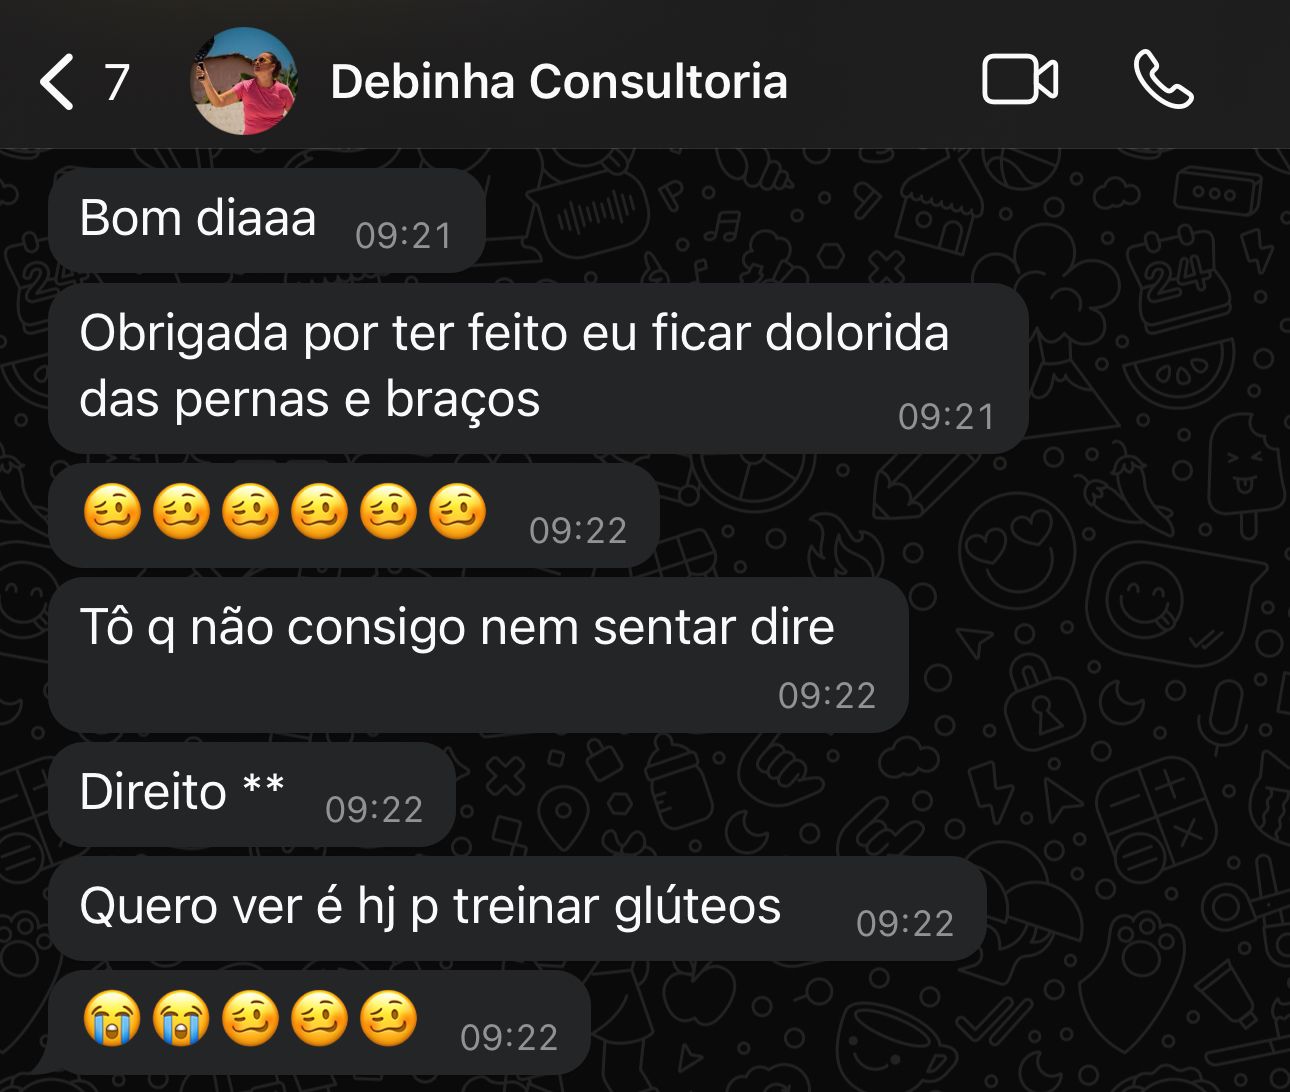 7
Debinha Consultoria
Bom diaaa
09:21
Obrigada por ter feito eu ficar dolorida
das pernas e braços
09:21
🥴🥴🥴🥴🥴🥴
09:22
Tô q não consigo nem sentar dire
09:22
Direito **
09:22
Quero ver é hj p treinar glúteos
09:22
😭😭🥴🥴🥴
09:22